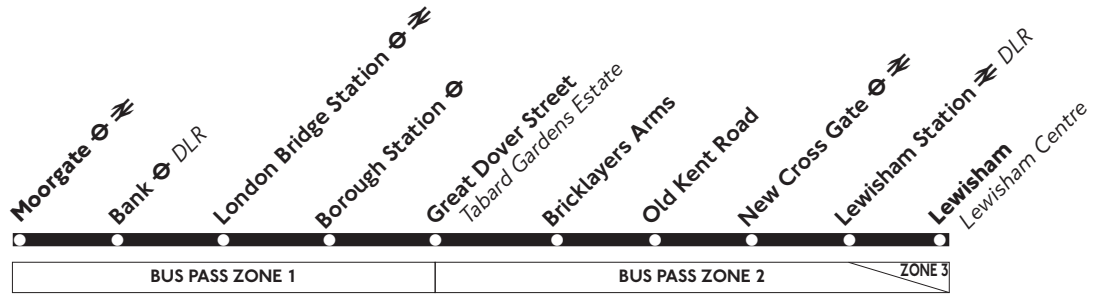 Moorgate
Bank DLR
London Bridge Station
Borough Station
Great Dover Street
Tabard Gardens Estate
Bricklayers Arms
Old Kent Road
New Cross Gate
Lewisham Station DLR
Lewisham
Lewisham Centre
BUS PASS ZONE 1
BUS PASS ZONE 2
ZONE 3